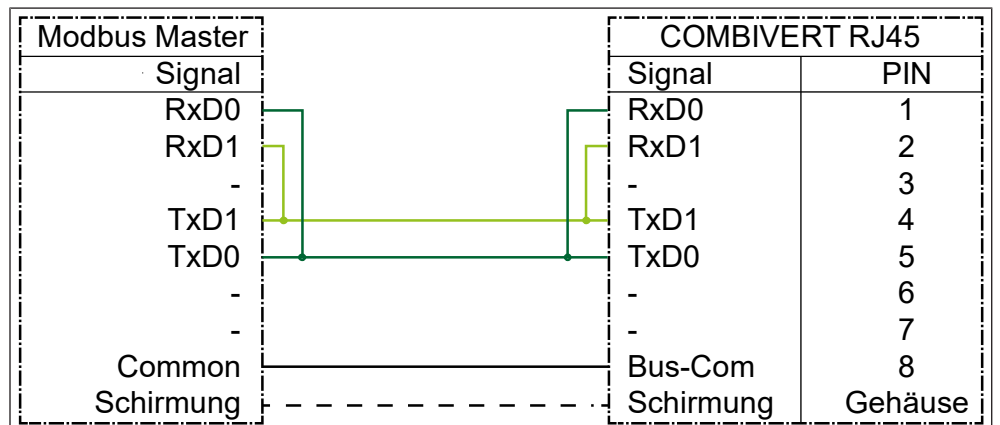 Modbus Master COMBIVERT RJ45
Signal Signal PIN
RxD0 RxD0 1
RxD1 RxD1 2
- - 3
TxD1 TxD1 4
TxD0 TxD0 5
- - 6
- - 7
Common Bus-Com 8
Schirmung Schirmung Gehäuse